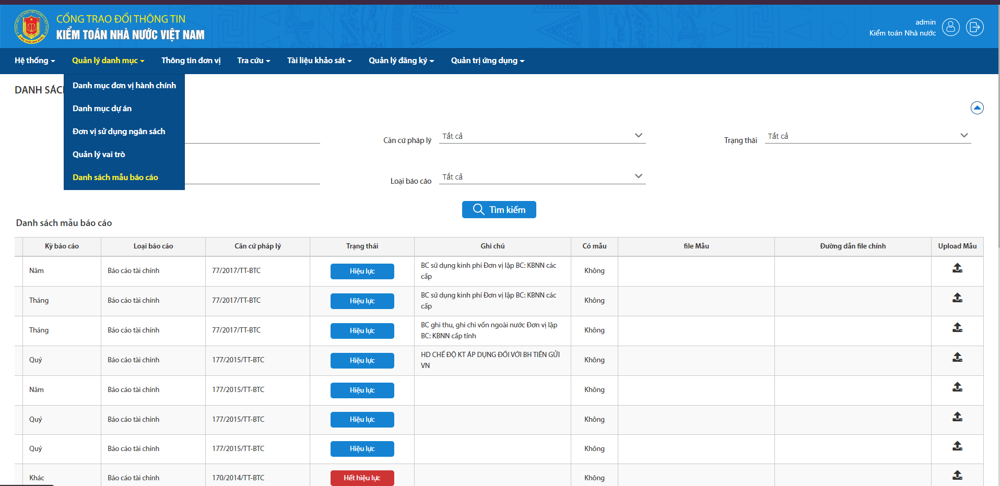 CỔNG TRAO ĐỔI THÔNG TIN
KIỂM TOÁN NHÀ NƯỚC VIỆT NAM
admin
Kiểm toán Nhà nước
Hệ thống
Quản lý danh mục
Thông tin đơn vị
Tra cứu
Tài liệu khảo sát
Quản lý đăng ký
Quản trị ứng dụng
Danh mục đơn vị hành chính
Danh mục dự án
Đơn vị sử dụng ngân sách
Quản lý vai trò
Danh sách mẫu báo cáo
DANH SÁC
Căn cứ pháp lý Tất cả
Trạng thái Tất cả
Loại báo cáo Tất cả
Tìm kiếm
Danh sách mẫu báo cáo
Kỳ báo cáo Loại báo cáo Căn cứ pháp lý Trạng thái Ghi chú Có mẫu file Mẫu Đường dẫn file chính Upload Mẫu
Năm Báo cáo tài chính 77/2017/TT-BTC Hiệu lực BC sử dụng kinh phí Đơn vị lập BC: KBNN các
cấp
Không
Tháng Báo cáo tài chính 77/2017/TT-BTC Hiệu lực BC sử dụng kinh phí Đơn vị lập BC: KBNN các
cấp
Không
Tháng Báo cáo tài chính 77/2017/TT-BTC Hiệu lực BC ghi thu, ghi chi vốn ngoài nước Đơn vị lập
BC: KBNN cấp tỉnh
Không
Quý Báo cáo tài chính 177/2015/TT-BTC Hiệu lực HD CHẾ ĐỘ KT ÁP DỤNG ĐỐI VỚI BH TIỀN GỬI
VN
Không
Năm Báo cáo tài chính 177/2015/TT-BTC Hiệu lực Không
Quý Báo cáo tài chính 177/2015/TT-BTC Hiệu lực Không
Quý Báo cáo tài chính 177/2015/TT-BTC Hiệu lực Không
Khác Báo cáo tài chính 170/2014/TT-BTC Hết hiệu lực Không